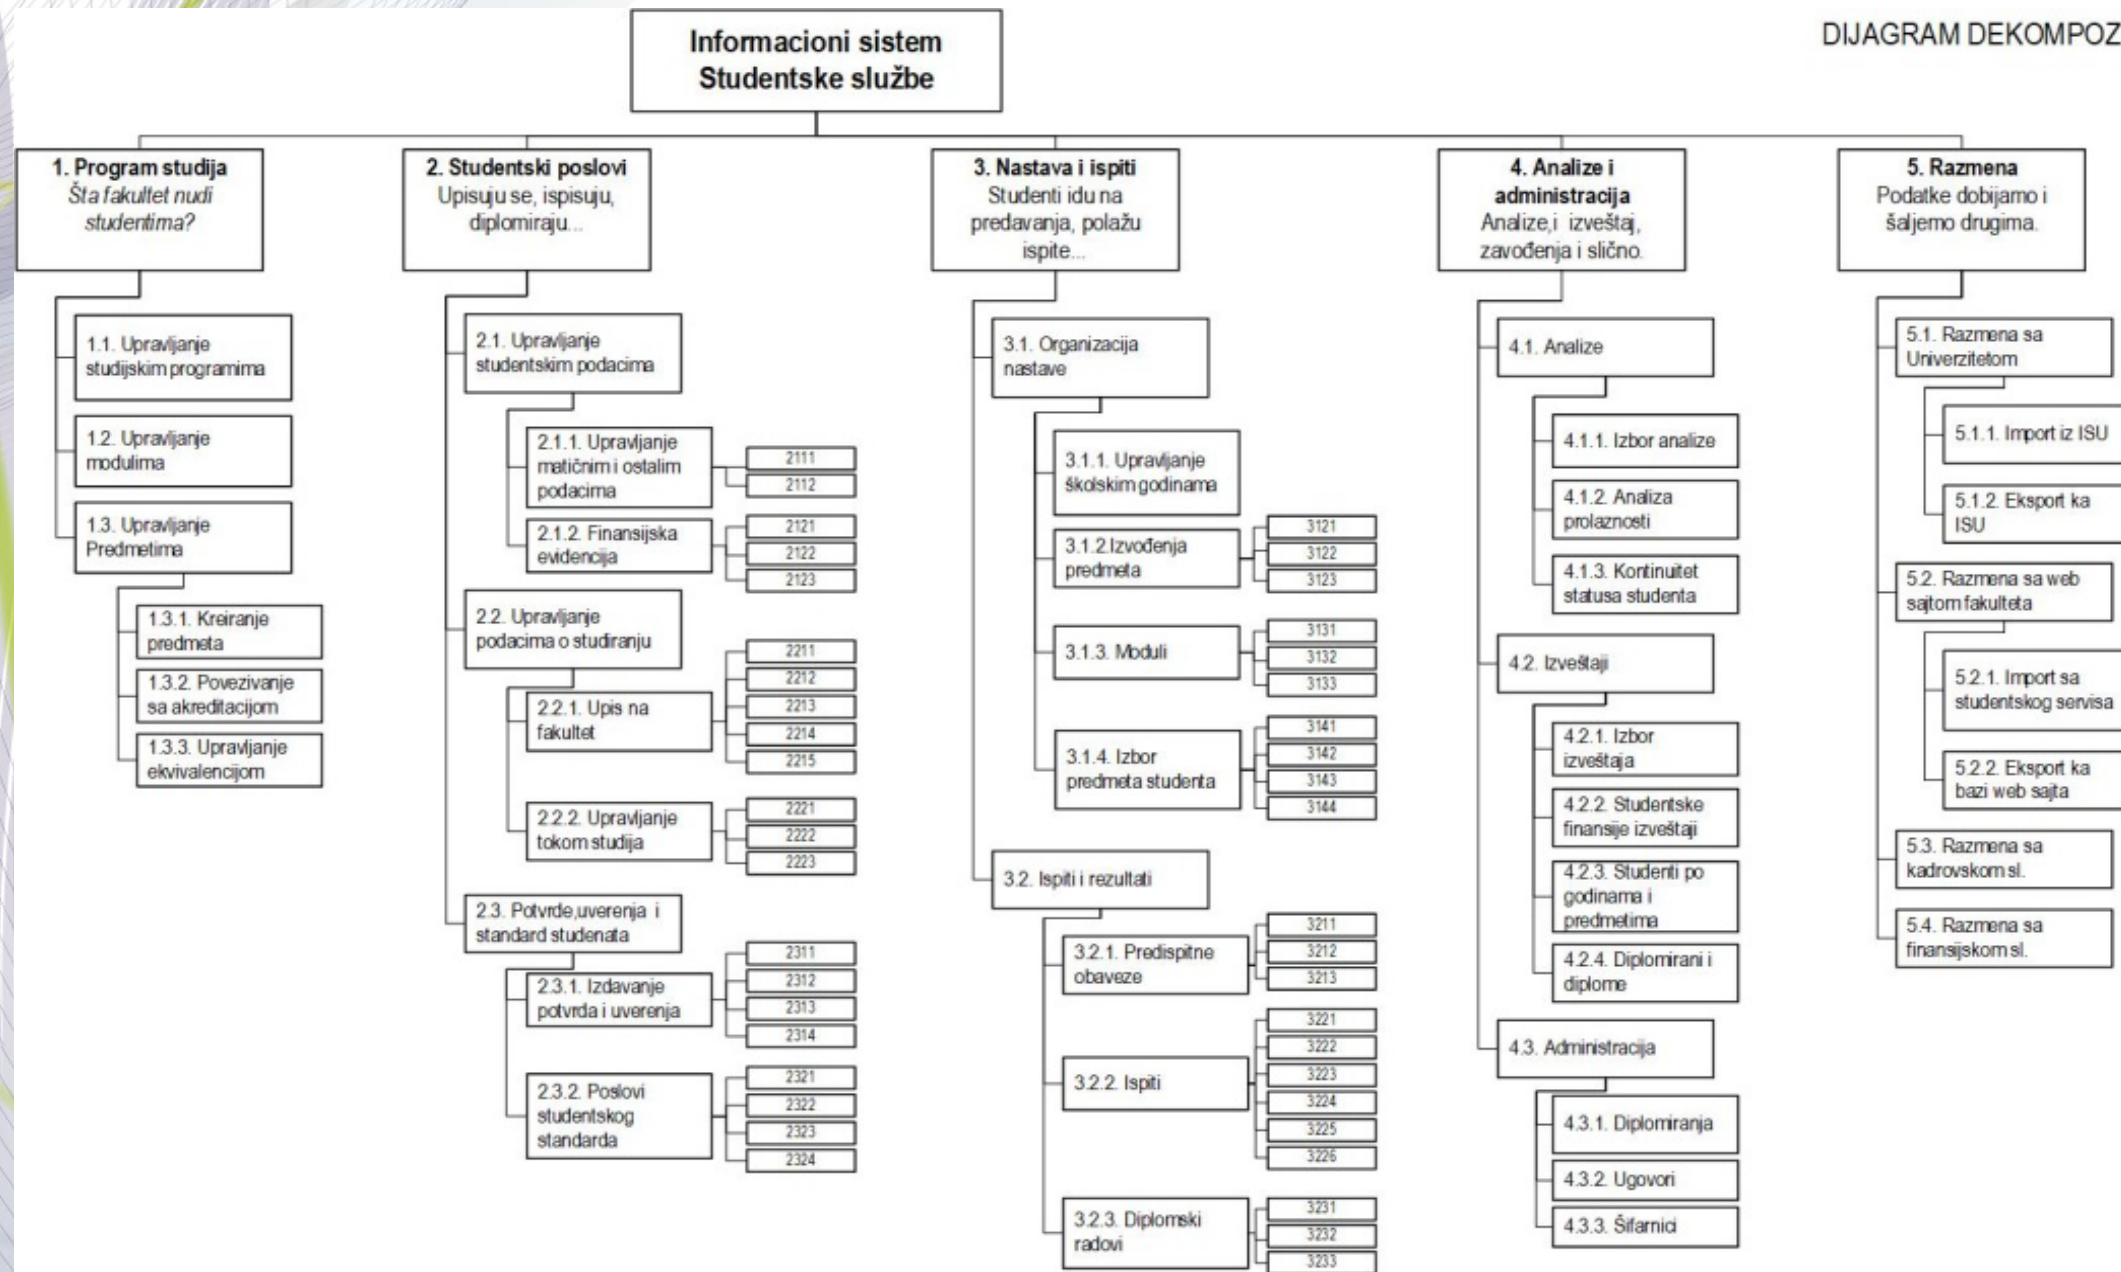 Informacioni sistem
Studentske službe
DIJAGRAM DEKOMPOZ
1. Program studija
Šta fakultet nudi
studentima?
1.1. Upravljanje
studijskim programima
1.2. Upravljanje
modulima
1.3. Upravljanje
Predmetima
1.3.1. Kreiranje
predmeta
1.3.2. Povezivanje
sa akreditacijom
1.3.3. Upravljanje
ekvivalencijom
2. Studentski poslovi
Upisuju se, ispisuju,
diplomiraju...
2.1. Upravljanje
studentskim podacima
2.1.1. Upravljanje
matičnim i ostalim
podacima
2111
2112
2.1.2. Finansijska
evidencija
2121
2122
2123
2.2. Upravljanje
podacima o studiranju
2.2.1. Upis na
fakultet
2211
2212
2213
2214
2215
2.2.2. Upravljanje
tokom studija
2221
2222
2223
2.3. Potvrde,uverenja i
standard studenata
2.3.1. Izdavanje
potvrda i uverenja
2311
2312
2313
2314
2.3.2. Poslovi
studentskog
standarda
2321
2322
2323
2324
3. Nastava i ispiti
Studenti idu na
predavanja, polažu
ispite...
3.1. Organizacija
nastave
3.1.1. Upravljanje
školskim godinama
3.1.2.Izvođenja
predmeta
3121
3122
3123
3.1.3. Moduli
3131
3132
3133
3.1.4. Izbor
predmeta studenta
3141
3142
3143
3144
3.2. Ispiti i rezultati
3.2.1. Predispitne
obaveze
3211
3212
3213
3.2.2. Ispiti
3221
3222
3223
3224
3225
3226
3.2.3. Diplomski
radovi
3231
3232
3233
4. Analize i
administracija
Analize,i izveštaj,
zavođenja i slično.
4.1. Analize
4.1.1. Izbor analize
4.1.2. Analiza
prolaznosti
4.1.3. Kontinuitet
statusa studenta
4.2. Izveštaji
4.2.1. Izbor
izveštaja
4.2.2. Studentske
finansije izveštaji
4.2.3. Studenti po
godinama i
predmetima
4.2.4. Diplomirani i
diplome
4.3. Administracija
4.3.1. Diplomiranja
4.3.2. Ugovori
4.3.3. Šifarnici
5. Razmena
Podatke dobijamo i
šaljemo drugima.
5.1. Razmena sa
Univerzitetom
5.1.1. Import iz ISU
5.1.2. Eksport ka
ISU
5.2. Razmena sa web
sajtom fakulteta
5.2.1. Import sa
studentskog servisa
5.2.2. Eksport ka
bazi web sajta
5.3. Razmena sa
kadrovskom sl.
5.4. Razmena sa
finansijskom sl.